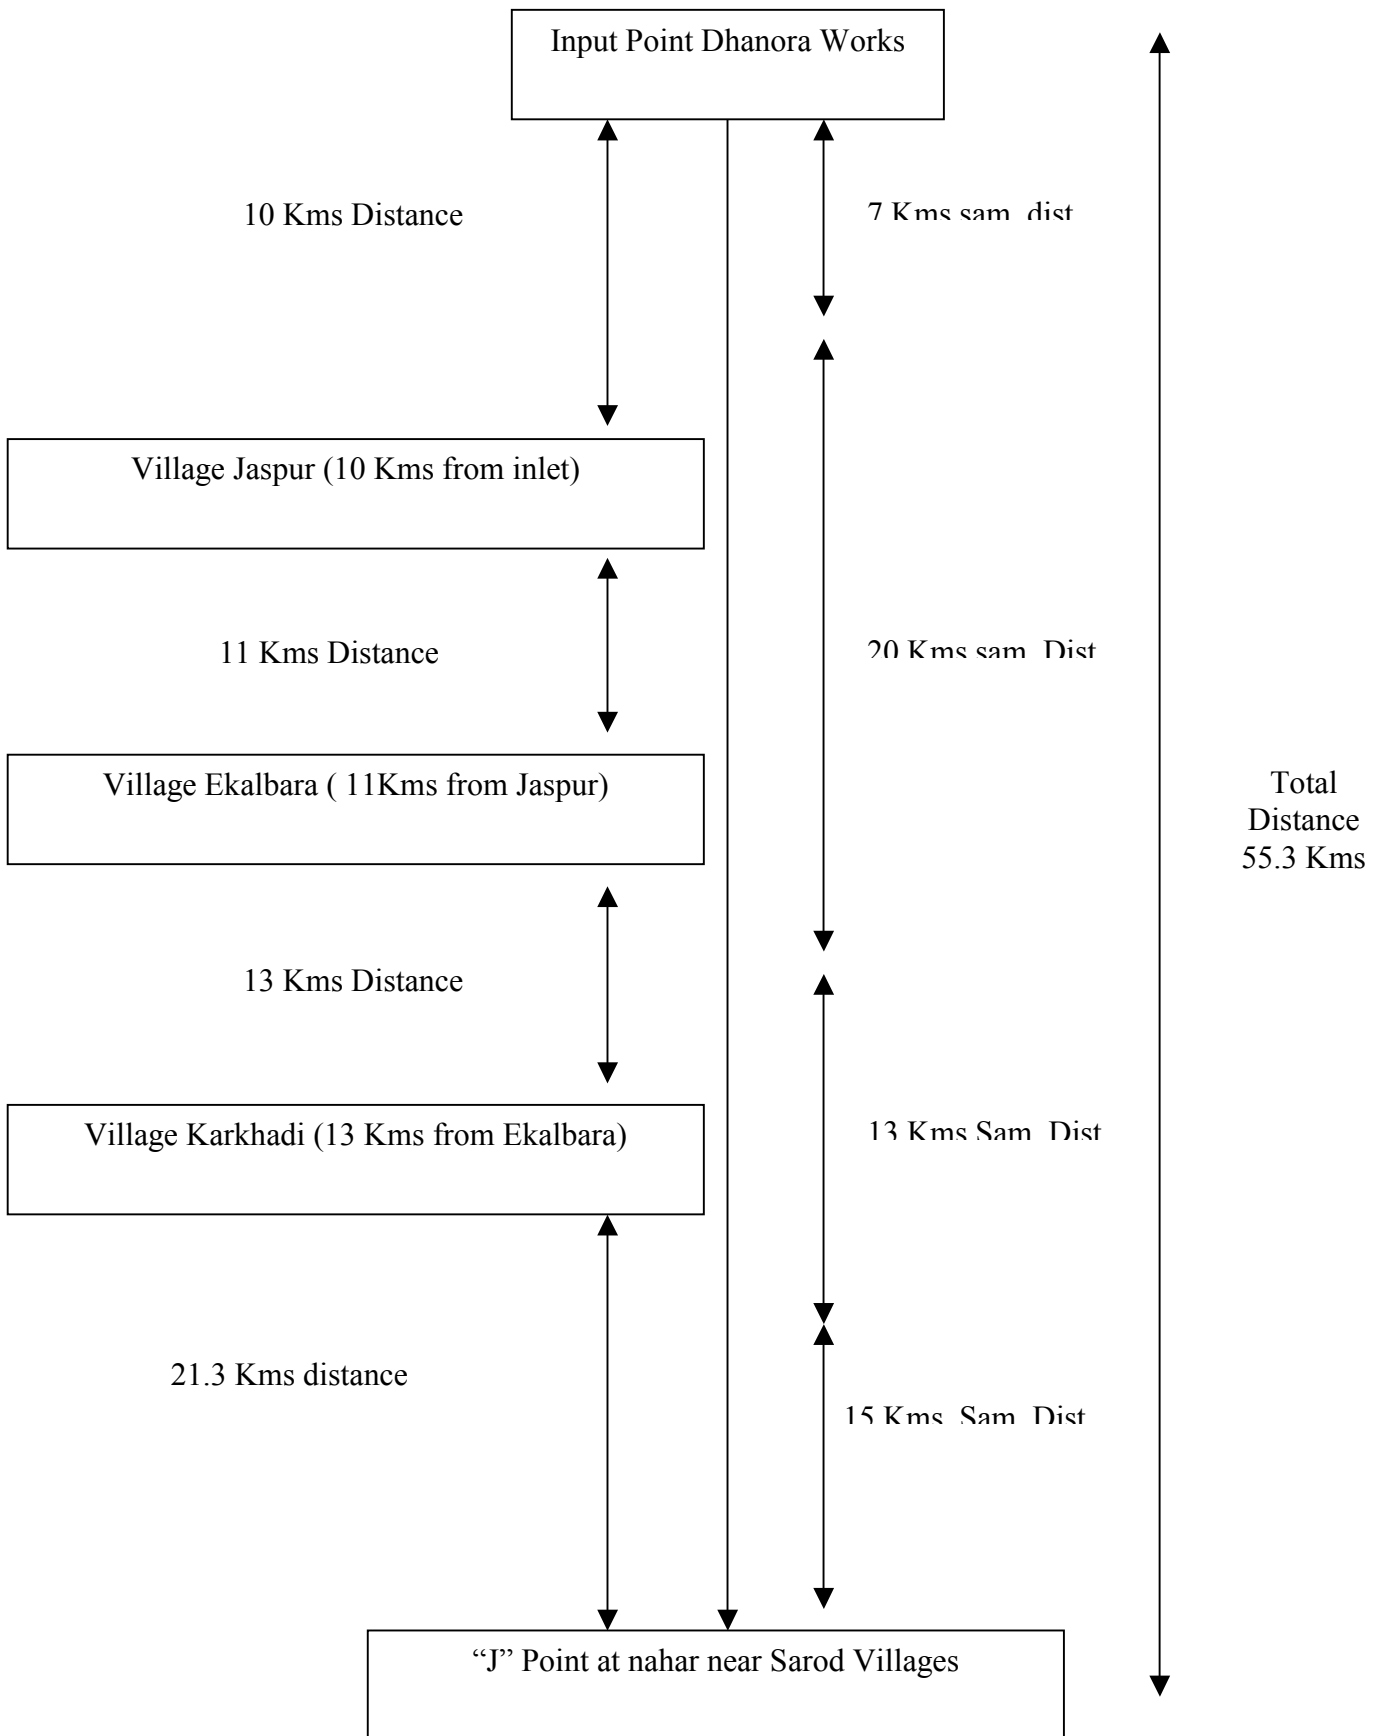 Input Point Dhanora Works
10 Kms Distance
7 Kms sam. dist
Village Jaspur (10 Kms from inlet)
11 Kms Distance
20 Kms sam. Dist
Village Ekalbara ( 11Kms from Jaspur)
Total
Distance
55.3 Kms
13 Kms Distance
Village Karkhadi (13 Kms from Ekalbara)
13 Kms Sam. Dist
21.3 Kms distance
15 Kms. Sam. Dist
“J” Point at nahar near Sarod Villages